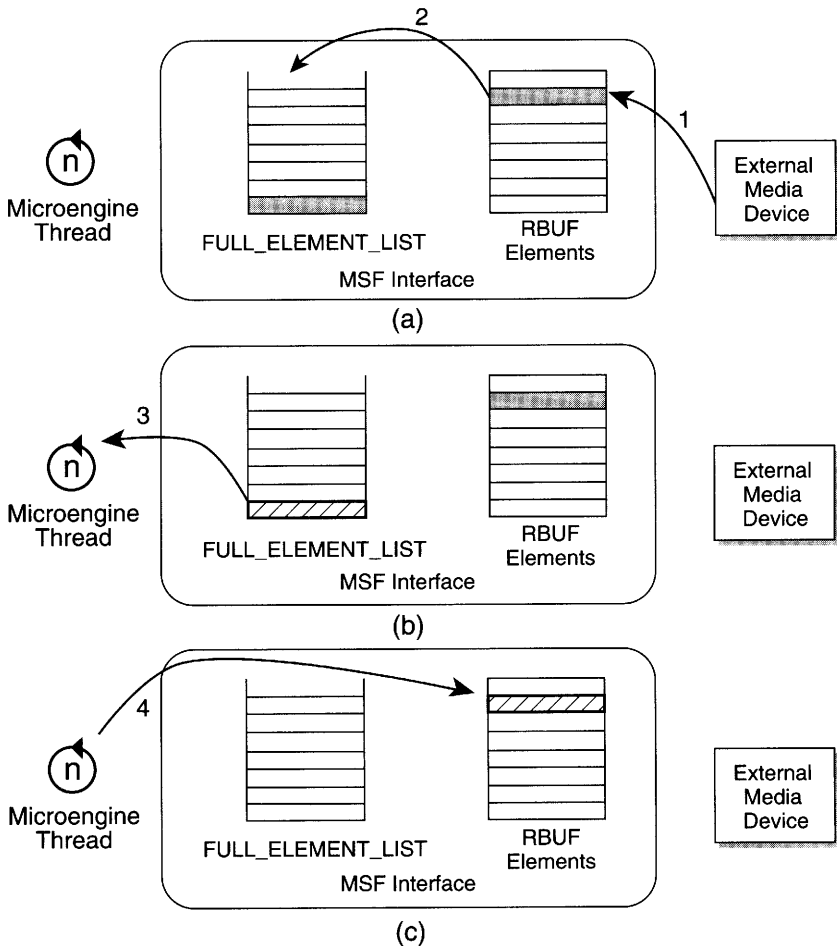 2
1
n
Microengine
Thread
FULL_ELEMENT_LIST
RBUF
Elements
MSF Interface
External
Media
Device
(a)
3
n
Microengine
Thread
FULL_ELEMENT_LIST
RBUF
Elements
MSF Interface
External
Media
Device
(b)
4
n
Microengine
Thread
FULL_ELEMENT_LIST
RBUF
Elements
MSF Interface
External
Media
Device
(c)